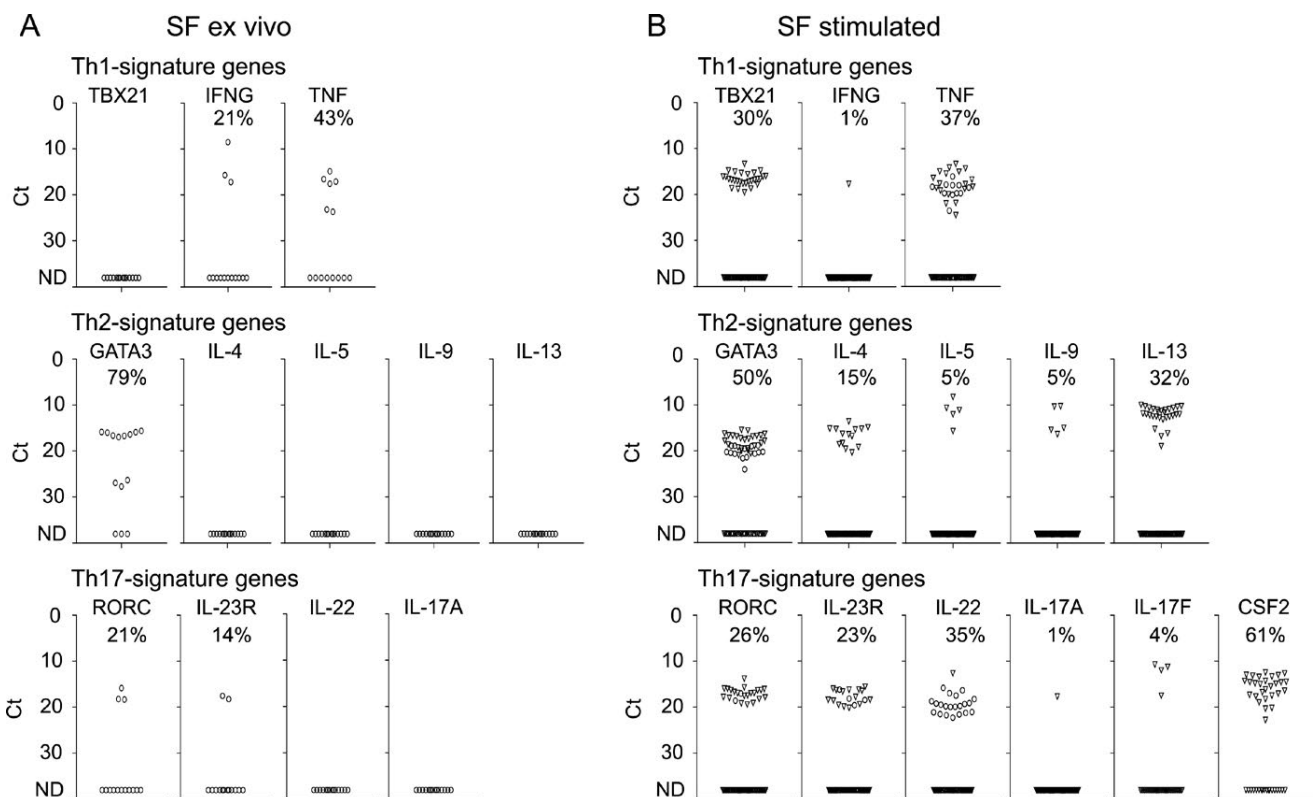 A SF ex vivo
Th1-signature genes
TBX21 IFNG TNF
21% 43%
0
10
20
30
ND
Ct
Th2-signature genes
GATA3 IL-4 IL-5 IL-9 IL-13
79%
0
10
20
30
ND
Ct
Th17-signature genes
RORC IL-23R IL-22 IL-17A
21% 14%
0
10
20
30
ND
Ct
B SF stimulated
Th1-signature genes
TBX21 IFNG TNF
30% 1% 37%
0
10
20
30
ND
Ct
Th2-signature genes
GATA3 IL-4 IL-5 IL-9 IL-13
50% 15% 5% 5% 32%
0
10
20
30
ND
Ct
Th17-signature genes
RORC IL-23R IL-22 IL-17A IL-17F CSF2
26% 23% 35% 1% 4% 61%
0
10
20
30
ND
Ct